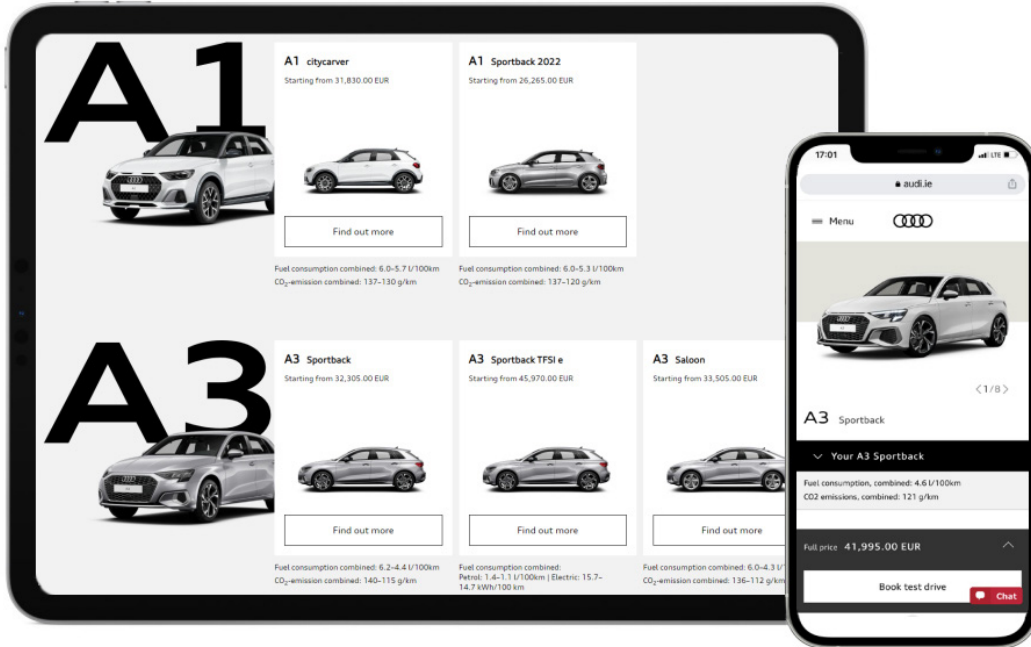 A1
A1 citycarver
Starting from 31,830.00 EUR
Find out more
Fuel consumption combined: 6.0–5.7 l/100km
CO₂-emission combined: 137–130 g/km
A1 Sportback 2022
Starting from 26,265.00 EUR
Find out more
Fuel consumption combined: 6.0–5.3 l/100km
CO₂-emission combined: 137–120 g/km
A3
A3 Sportback
Starting from 32,305.00 EUR
Find out more
Fuel consumption combined: 6.2–4.4 l/100km
CO₂-emission combined: 140–115 g/km
A3 Sportback TFSI e
Starting from 45,970.00 EUR
Find out more
Fuel consumption combined:
Petrol: 1.4–1.1 l/100km | Electric: 15.7–
14.7 kWh/100 km
A3 Saloon
Starting from 33,505.00 EUR
Find out more
Fuel consumption combined: 6.0–4.3 l/
CO₂-emission combined: 136–112 g/km
17:01
LTE
audi.ie
Menu
<1/8>
A3 Sportback
Your A3 Sportback
Fuel consumption, combined: 4.6 l/100km
CO2 emissions, combined: 121 g/km
Full price 41,995.00 EUR
Book test drive
Chat